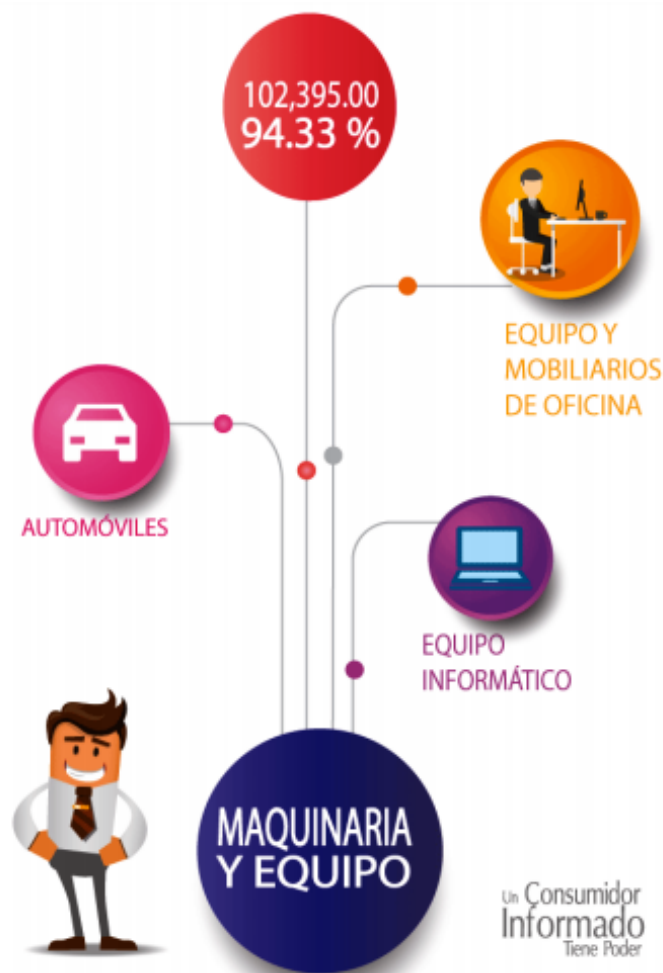 102,395.00
94.33 %
EQUIPO Y
MOBILIARIOS
DE OFICINA
AUTOMÓVILES
EQUIPO
INFORMÁTICO
MAQUINARIA
Y EQUIPO
Un Consumidor
Informado
Tiene Poder